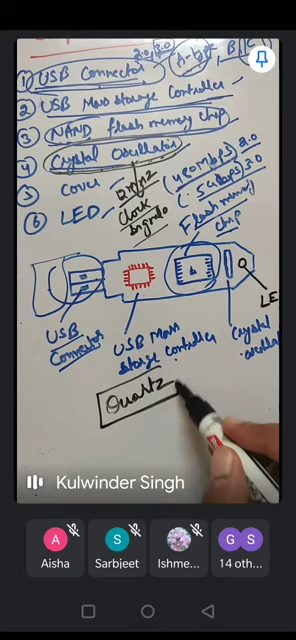 2.0, 3.0
① USB Connector A-type, B, C
② USB Mass Storage Controller
③ NAND flash memory chip
④ Crystal Oscillator
⑤ Cover 12MHz (480Mbps) 2.0
⑥ LED Clock Signals (5Gbps) 3.0
Flash memory
chip
LE
USB
Connector
USB Mass
Storage Controller
Crystal
oscillat
Quartz
Kulwinder Singh
A
S
G S
Aisha
Sarbjeet
Ishme...
14 oth...